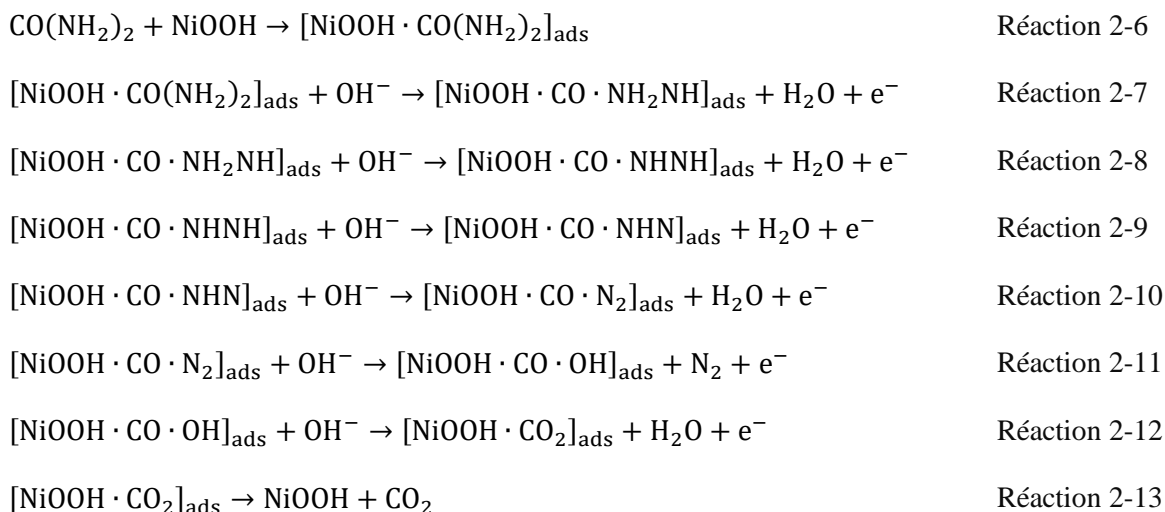 CO(NH₂)₂ + NiOOH → [NiOOH · CO(NH₂)₂]ads Réaction 2-6
[NiOOH · CO(NH₂)₂]ads + OH⁻ → [NiOOH · CO · NH₂NH]ads + H₂O + e⁻ Réaction 2-7
[NiOOH · CO · NH₂NH]ads + OH⁻ → [NiOOH · CO · NHNH]ads + H₂O + e⁻ Réaction 2-8
[NiOOH · CO · NHNH]ads + OH⁻ → [NiOOH · CO · NHN]ads + H₂O + e⁻ Réaction 2-9
[NiOOH · CO · NHN]ads + OH⁻ → [NiOOH · CO · N₂]ads + H₂O + e⁻ Réaction 2-10
[NiOOH · CO · N₂]ads + OH⁻ → [NiOOH · CO · OH]ads + N₂ + e⁻ Réaction 2-11
[NiOOH · CO · OH]ads + OH⁻ → [NiOOH · CO₂]ads + H₂O + e⁻ Réaction 2-12
[NiOOH · CO₂]ads → NiOOH + CO₂ Réaction 2-13